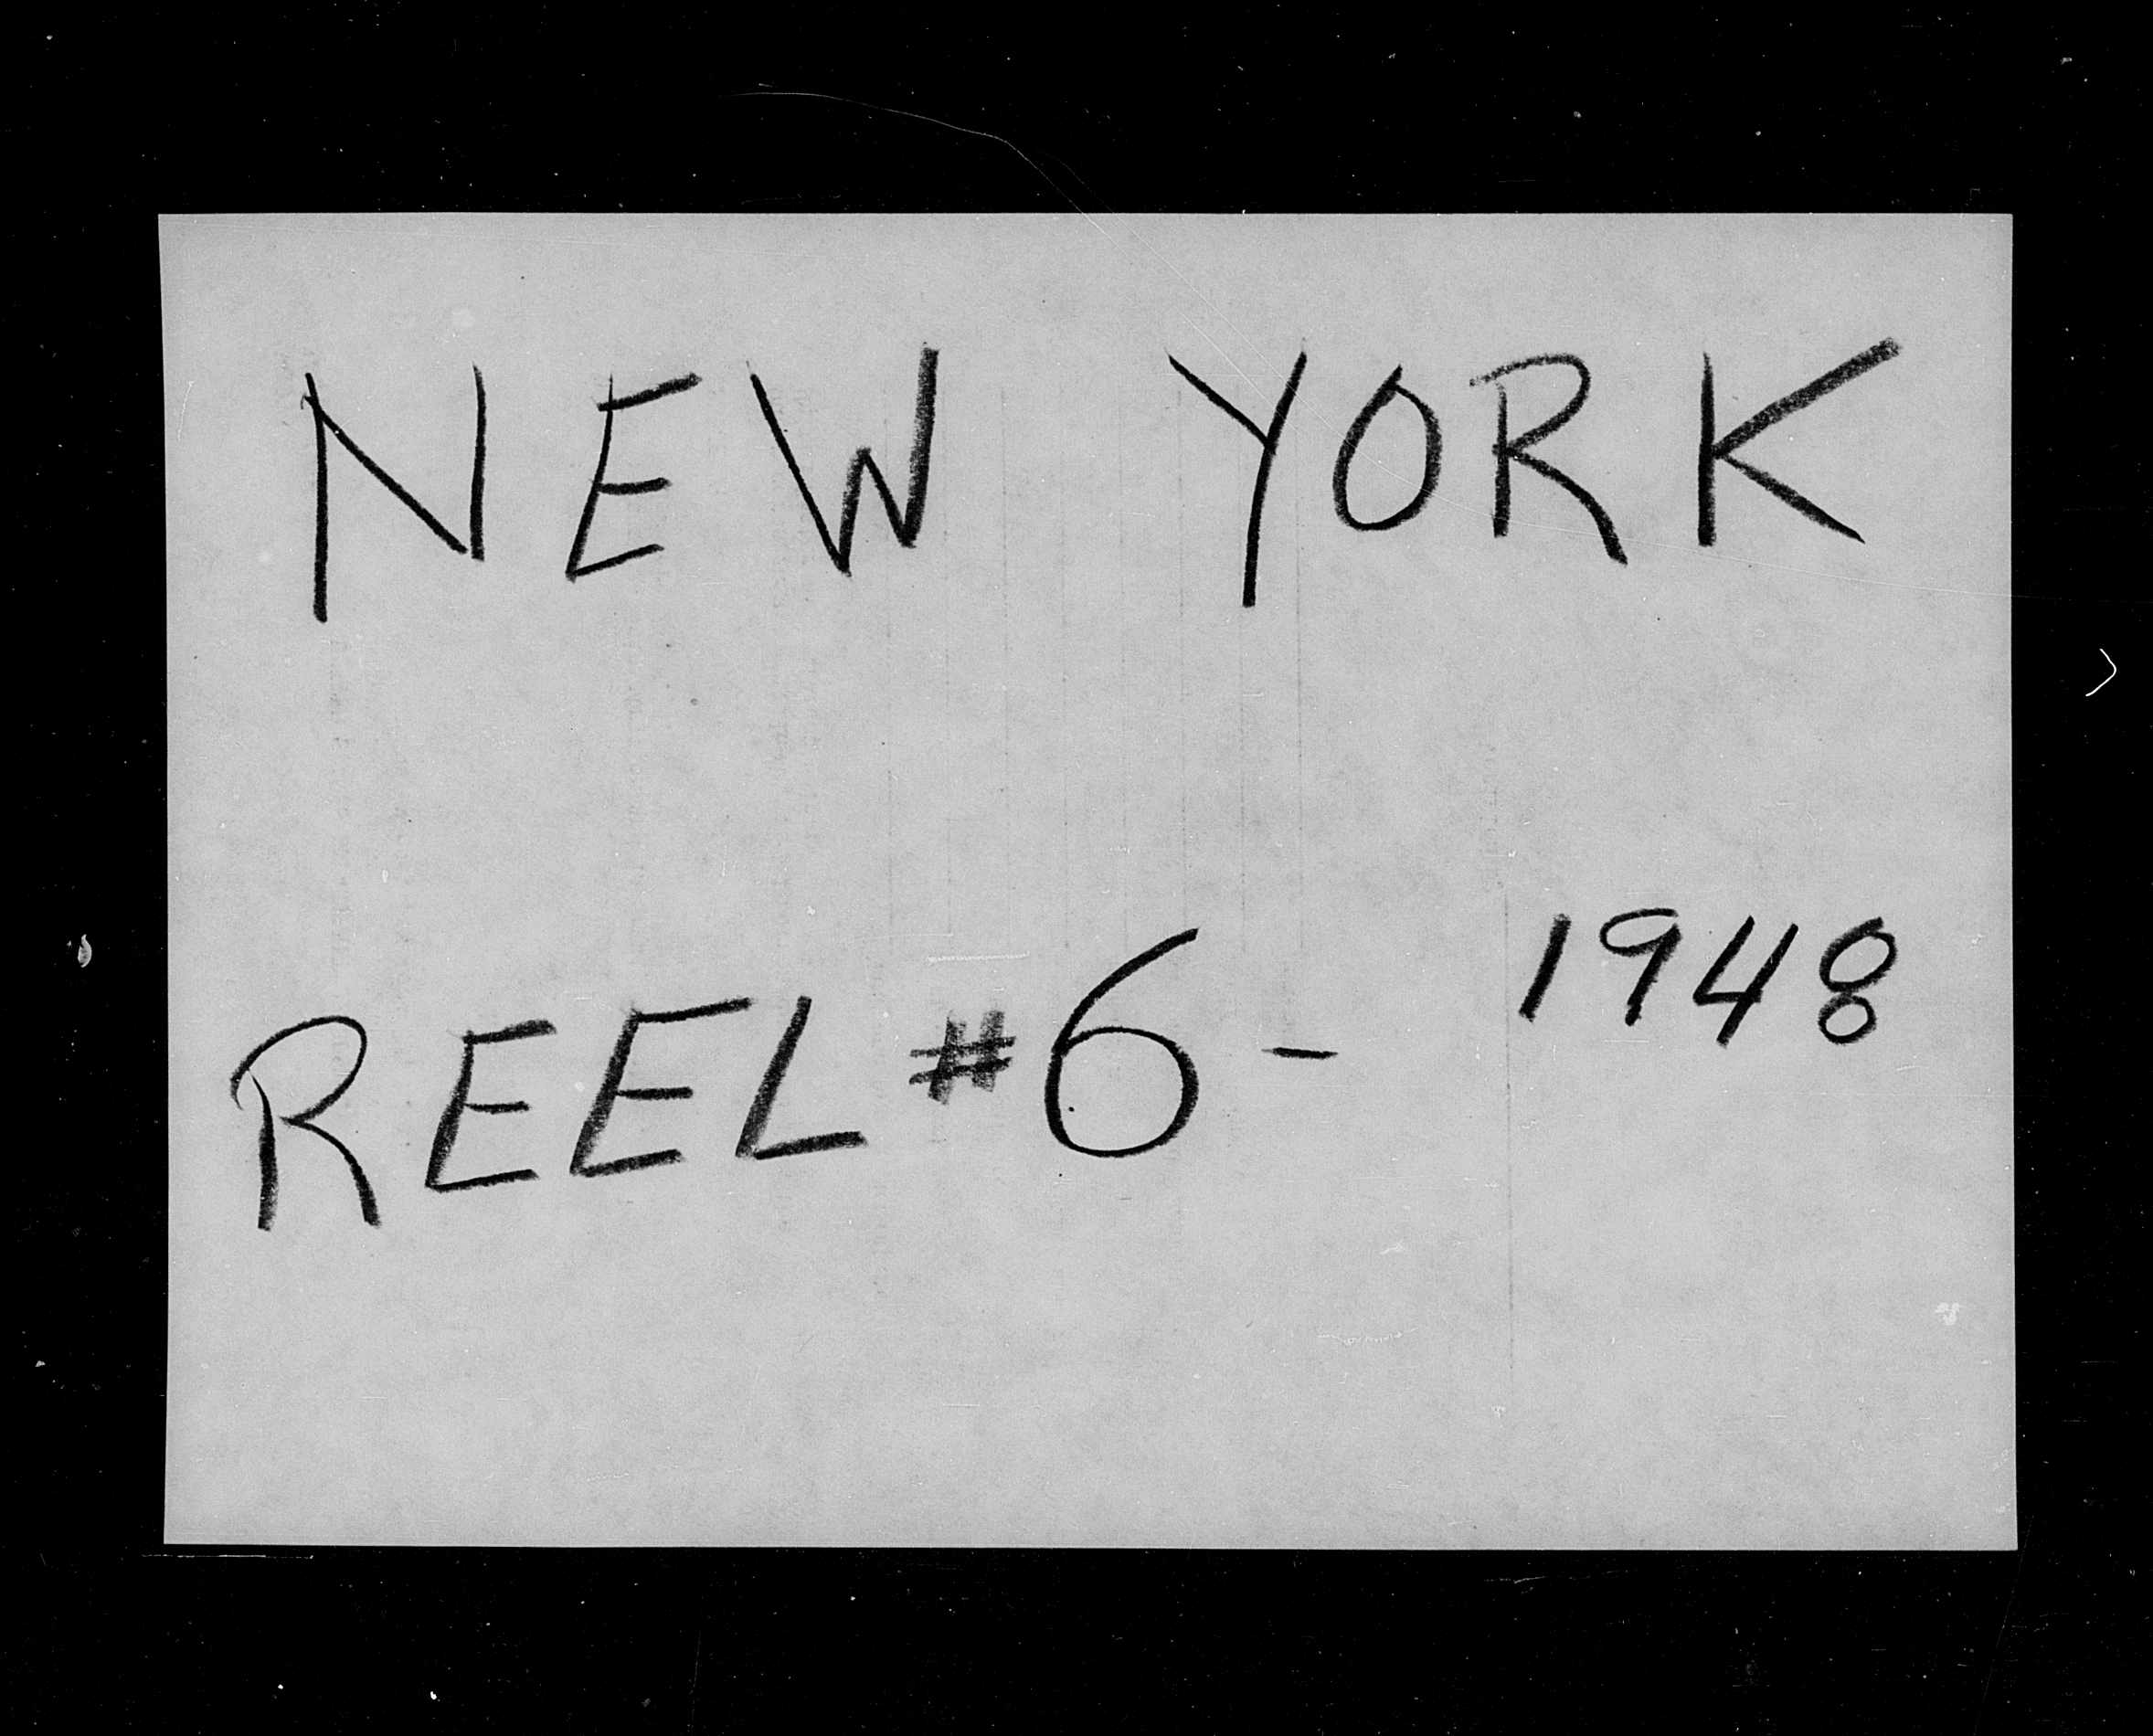 NEW YORK
REEL #6 - 1948